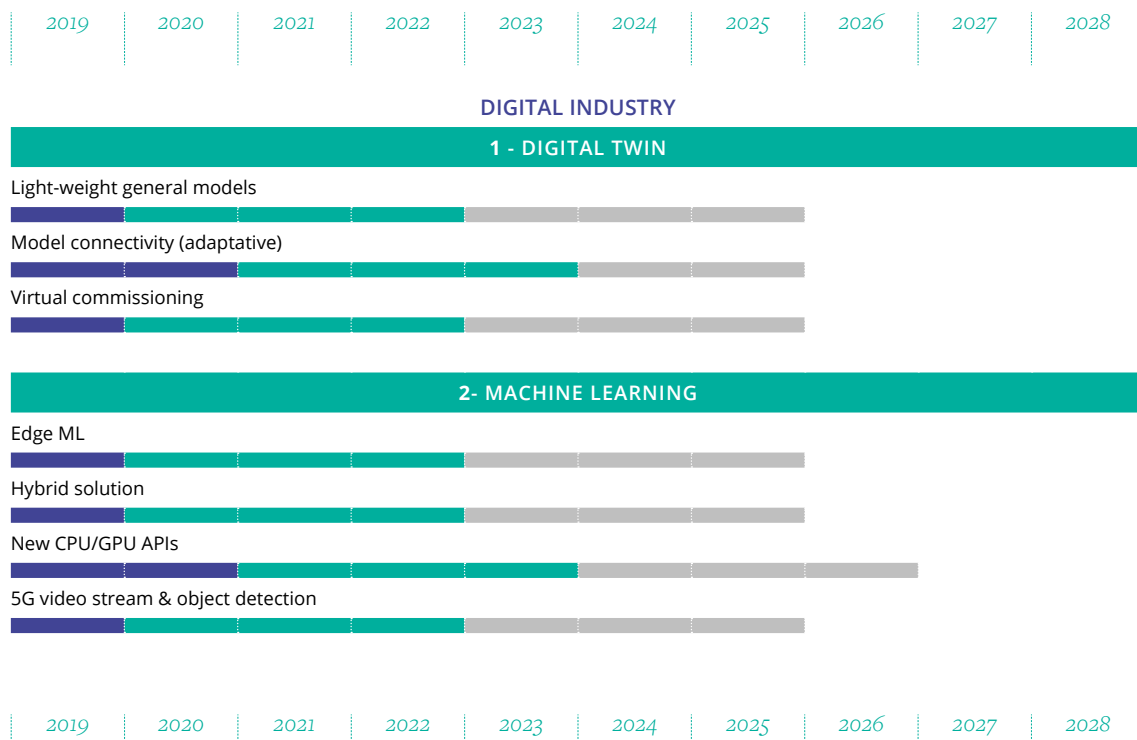 2019 2020 2021 2022 2023 2024 2025 2026 2027 2028
DIGITAL INDUSTRY
1 - DIGITAL TWIN
Light-weight general models
Model connectivity (adaptative)
Virtual commissioning
2- MACHINE LEARNING
Edge ML
Hybrid solution
New CPU/GPU APIs
5G video stream & object detection
2019 2020 2021 2022 2023 2024 2025 2026 2027 2028